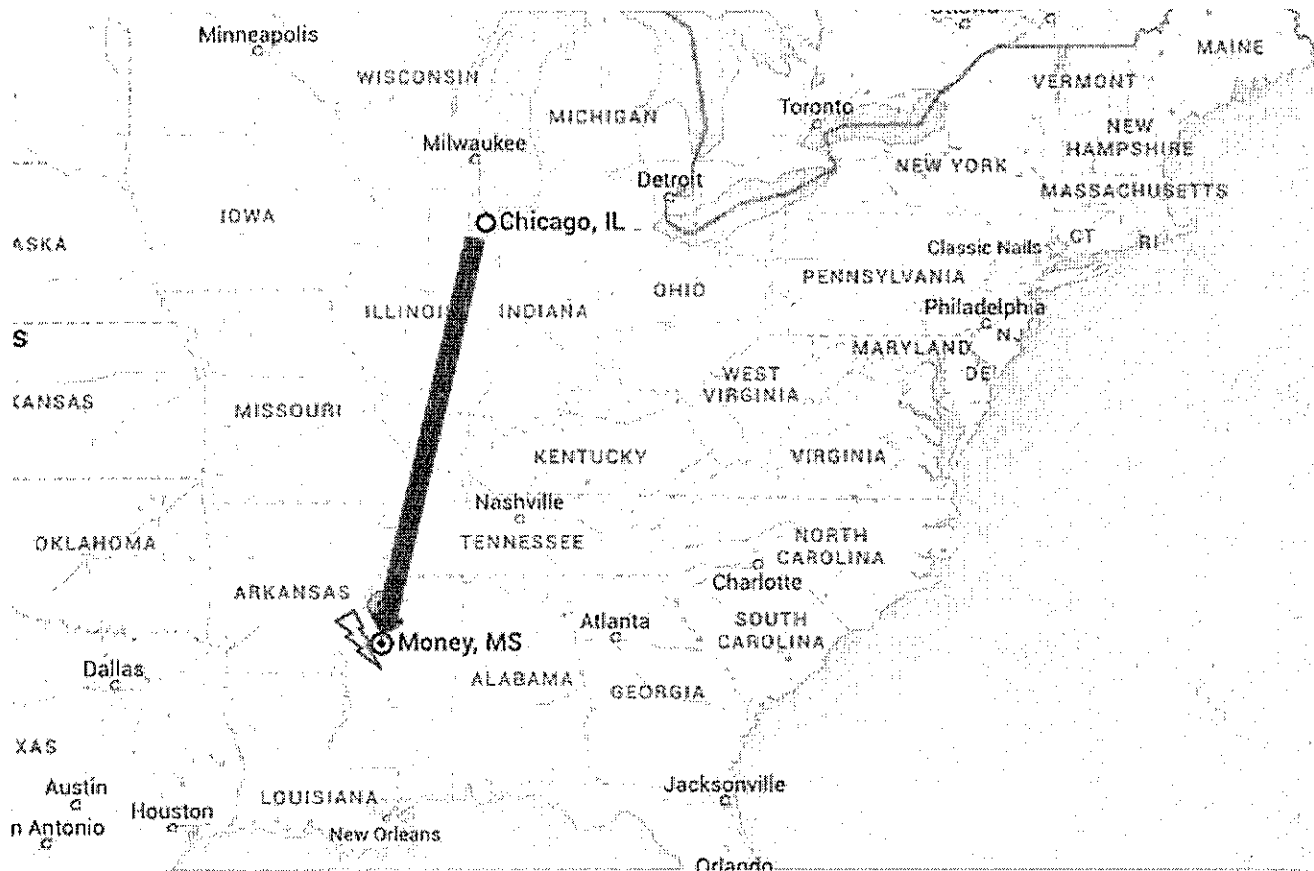 Minneapolis
MAINE
WISCONSIN
VERMONT
MICHIGAN
Toronto
NEW
HAMPSHIRE
Milwaukee
NEW YORK
Detroit
MASSACHUSETTS
IOWA
Chicago, IL
CT
RI
ASKA
Classic Nails
PENNSYLVANIA
OHIO
ILLINOIS
INDIANA
Philadelphia
NJ
S
MARYLAND
DE
WEST
VIRGINIA
KANSAS
MISSOURI
KENTUCKY
VIRGINIA
Nashville
TENNESSEE
OKLAHOMA
NORTH
CAROLINA
Charlotte
ARKANSAS
Atlanta
SOUTH
CAROLINA
Money, MS
Dallas
ALABAMA
GEORGIA
XAS
Austin
Jacksonville
LOUISIANA
Houston
n Antonio
New Orleans
Orlando